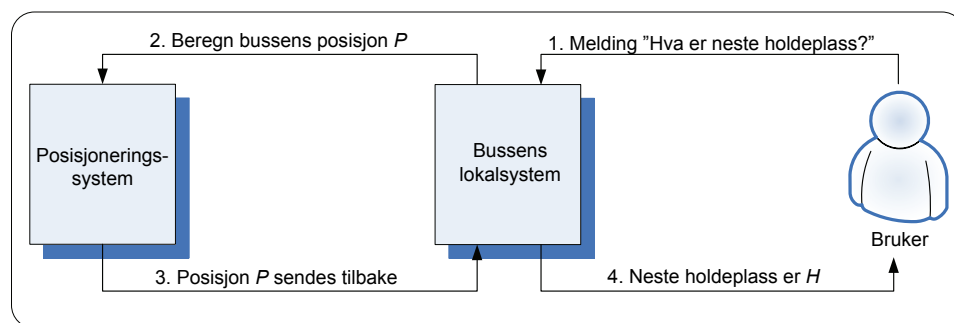 2. Beregn bussens posisjon P
1. Melding "Hva er neste holdeplass?"
Posisjonerings-
system
Bussens
lokalsystem
Bruker
3. Posisjon P sendes tilbake
4. Neste holdeplass er H